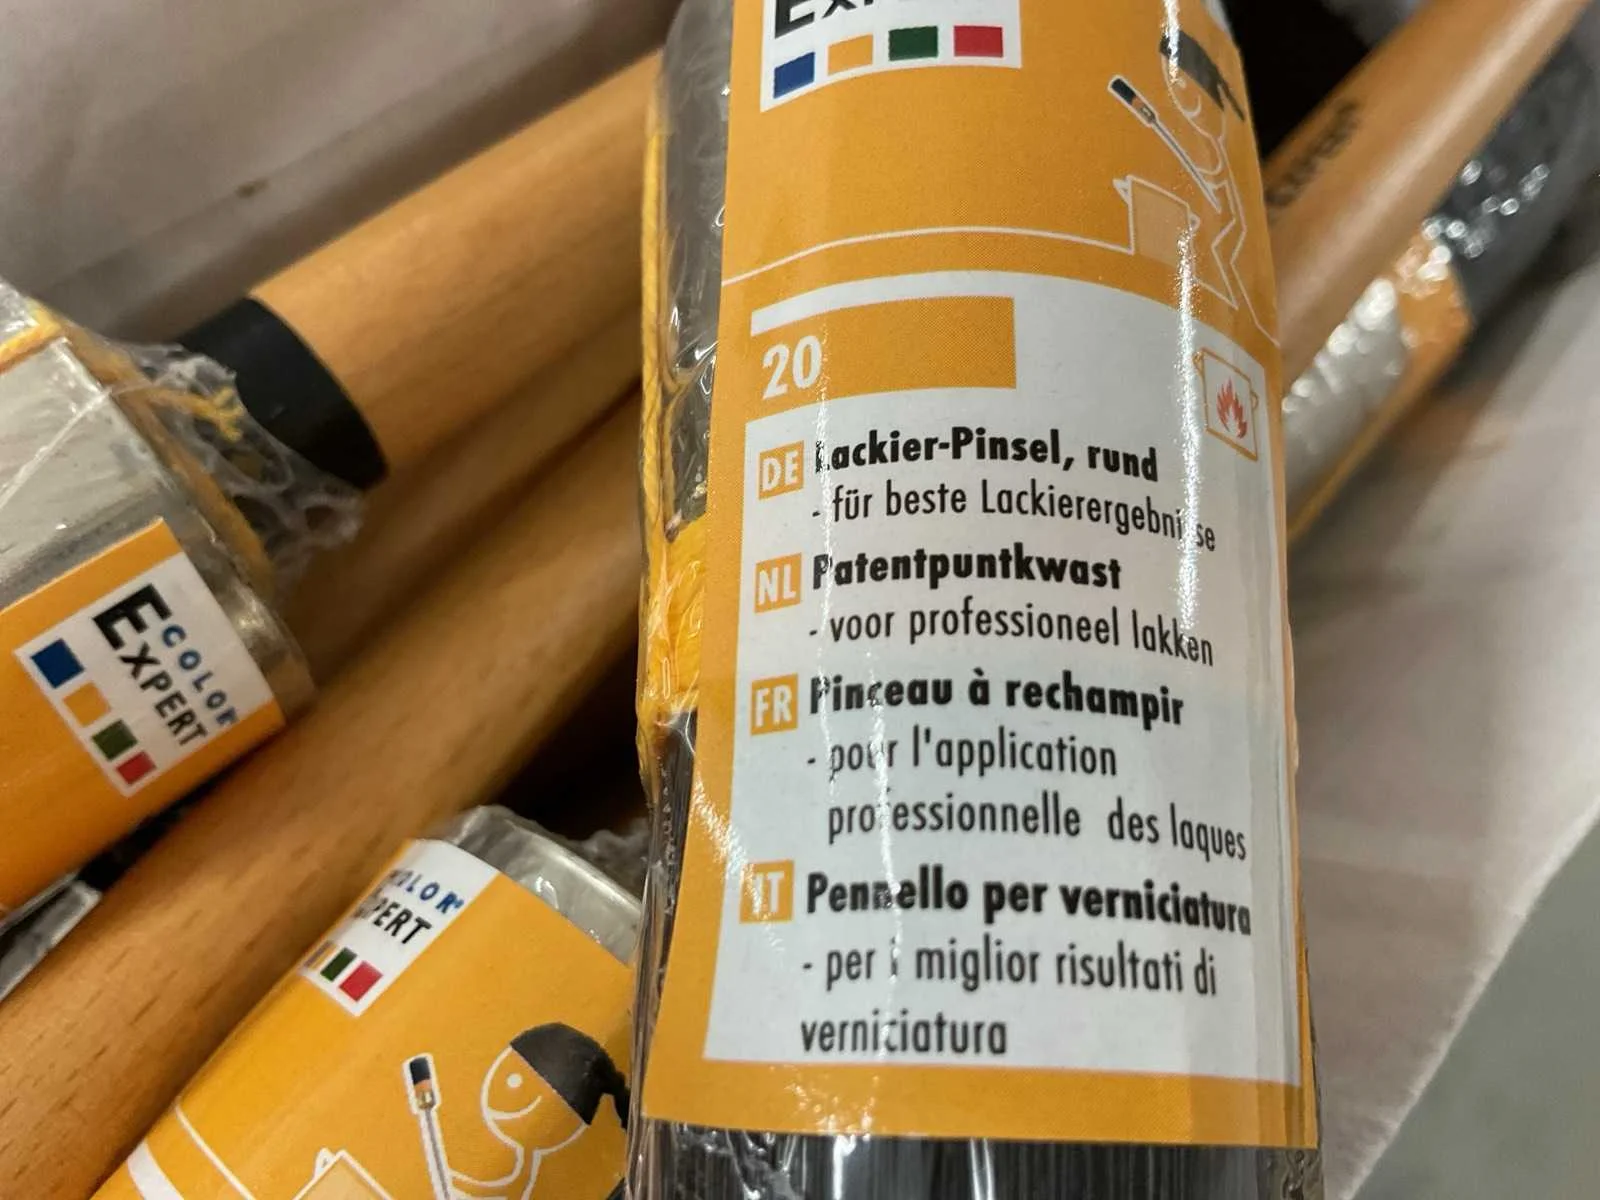 20
DE Lackier-Pinsel, rund
- für beste Lackierergebnisse
NL Patentpuntkwast
- voor professioneel lakken
FR Pinceau à rechampir
- pour l'application
professionnelle des laques
IT Pennello per verniciatura
- per i miglior risultati di
verniciatura
COLOR®
EXPERT
COLOR®
EXPERT
EXPERT